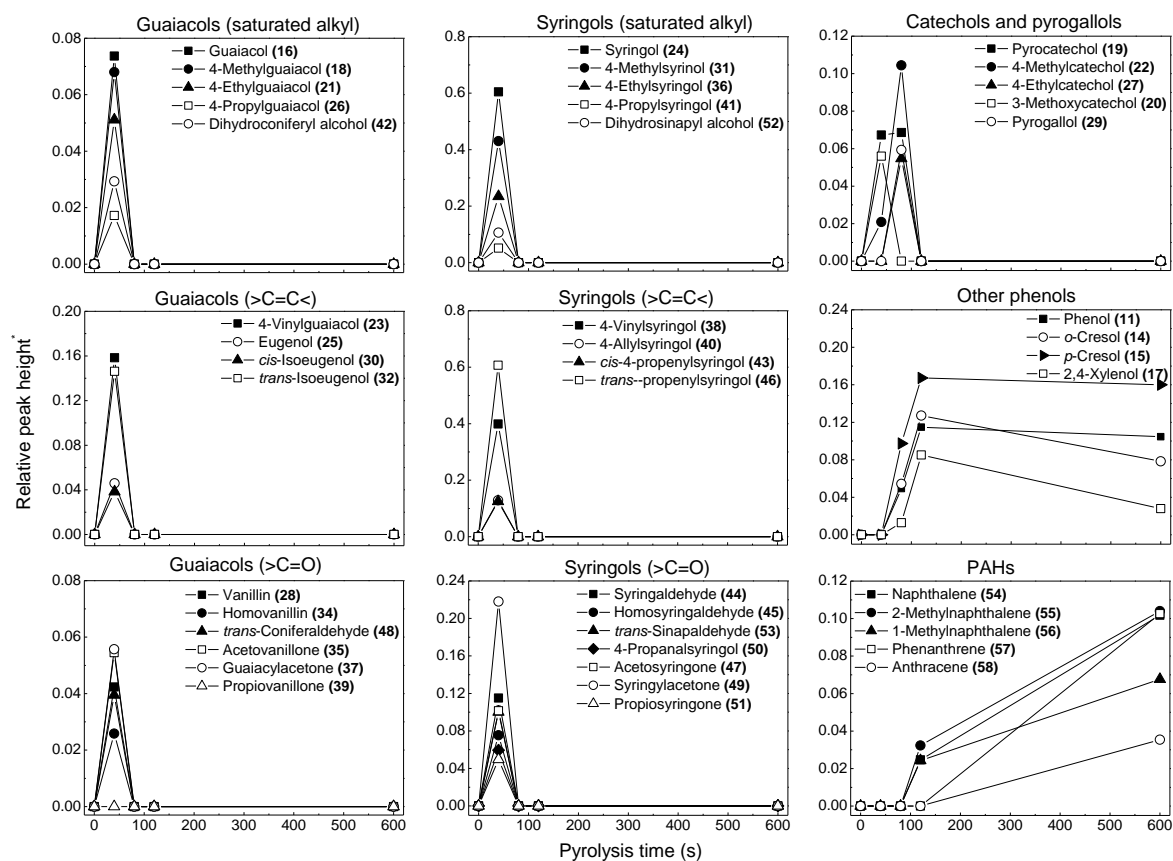 Guaiacols (saturated alkyl)
0.08
0.06
0.04
0.02
0.00
Guaiacol (16)
4-Methylguaiacol (18)
4-Ethylguaiacol (21)
4-Propylguaiacol (26)
Dihydroconiferyl alcohol (42)
Syringols (saturated alkyl)
0.8
0.6
0.4
0.2
0.0
Syringol (24)
4-Methylsyrinol (31)
4-Ethylsyringol (36)
4-Propylsyringol (41)
Dihydrosinapyl alcohol (52)
Catechols and pyrogallols
0.10
0.08
0.06
0.04
0.02
0.00
Pyrocatechol (19)
4-Methylcatechol (22)
4-Ethylcatechol (27)
3-Methoxycatechol (20)
Pyrogallol (29)
0 100 200 300 400 500 600
Relative peak height*
Guaiacols (>C=C<)
0.20
0.16
0.12
0.08
0.04
0.00
4-Vinylguaiacol (23)
Eugenol (25)
cis-Isoeugenol (30)
trans-Isoeugenol (32)
Syringols (>C=C<)
0.8
0.6
0.4
0.2
0.0
4-Vinylsyringol (38)
4-Allylsyringol (40)
cis-4-propenylsyringol (43)
trans--propenylsyringol (46)
Other phenols
0.24
0.20
0.16
0.12
0.08
0.04
0.00
Phenol (11)
o-Cresol (14)
p-Cresol (15)
2,4-Xylenol (17)
Guaiacols (>C=O)
0.08
0.06
0.04
0.02
0.00
Vanillin (28)
Homovanillin (34)
trans-Coniferaldehyde (48)
Acetovanillone (35)
Guaiacylacetone (37)
Propiovanillone (39)
0 100 200 300 400 500 600
Syringols (>C=O)
0.24
0.20
0.16
0.12
0.08
0.04
0.00
Syringaldehyde (44)
Homosyringaldehyde (45)
trans-Sinapaldehyde (53)
4-Propanalsyringol (50)
Acetosyringone (47)
Syringylacetone (49)
Propiosyringone (51)
0 100 200 300 400 500 600
PAHs
0.12
0.10
0.08
0.06
0.04
0.02
0.00
Naphthalene (54)
2-Methylnaphthalene (55)
1-Methylnaphthalene (56)
Phenanthrene (57)
Anthracene (58)
0 100 200 300 400 500 600
Pyrolysis time (s)